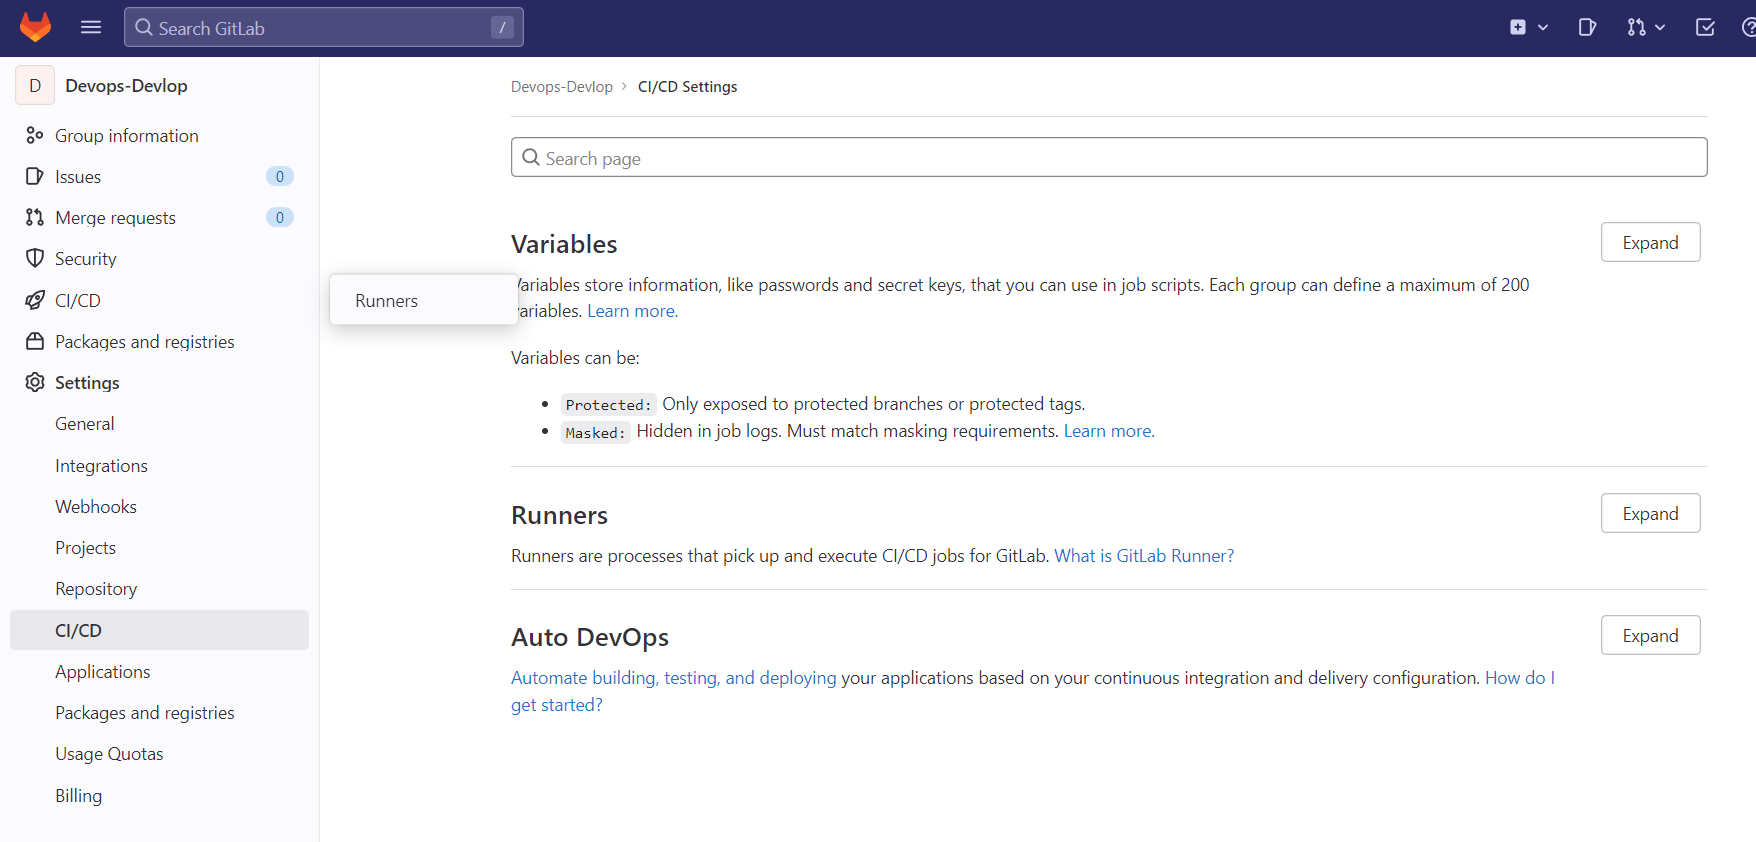 Search GitLab /
D Devops-Devlop
Group information
Issues 0
Merge requests 0
Security
CI/CD
Packages and registries
Settings
General
Integrations
Webhooks
Projects
Repository
CI/CD
Applications
Packages and registries
Usage Quotas
Billing
Runners
Devops-Devlop > CI/CD Settings
Search page
Variables
Expand
Variables store information, like passwords and secret keys, that you can use in job scripts. Each group can define a maximum of 200
variables. Learn more.
Variables can be:
• Protected: Only exposed to protected branches or protected tags.
• Masked: Hidden in job logs. Must match masking requirements. Learn more.
Runners
Expand
Runners are processes that pick up and execute CI/CD jobs for GitLab. What is GitLab Runner?
Auto DevOps
Expand
Automate building, testing, and deploying your applications based on your continuous integration and delivery configuration. How do I
get started?